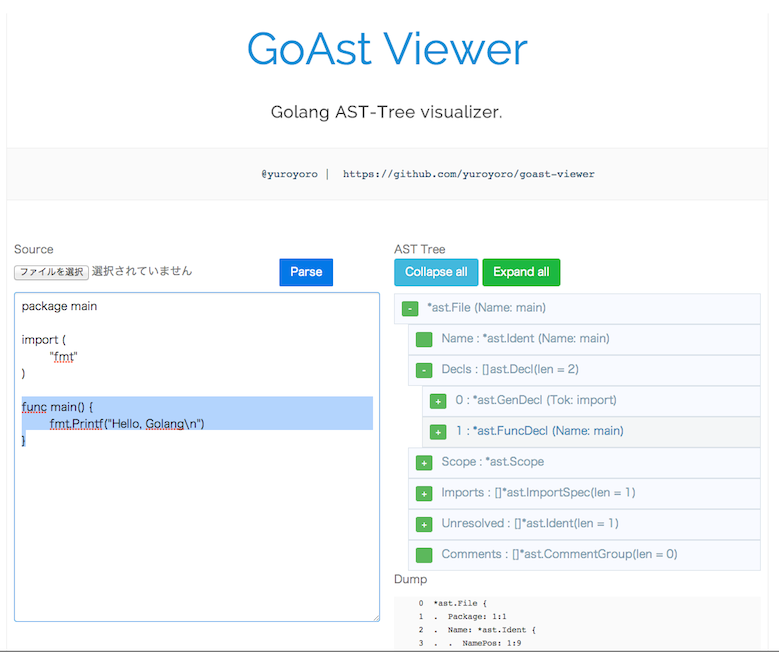 GoAst Viewer
Golang AST-Tree visualizer.
@yuroyoro | https://github.com/yuroyoro/goast-viewer
Source
ファイルを選択 選択されていません
Parse
package main
import (
"fmt"
)
func main() {
fmt.Printf("Hello, Golang\n")
}
AST Tree
Collapse all Expand all
- *ast.File (Name: main)
Name : *ast.Ident (Name: main)
- Decls : []ast.Decl(len = 2)
+ 0 : *ast.GenDecl (Tok: import)
+ 1 : *ast.FuncDecl (Name: main)
+ Scope : *ast.Scope
+ Imports : []*ast.ImportSpec(len = 1)
+ Unresolved : []*ast.Ident(len = 1)
Comments : []*ast.CommentGroup(len = 0)
Dump
0 *ast.File {
1 . Package: 1:1
2 . Name: *ast.Ident {
3 . . NamePos: 1:9